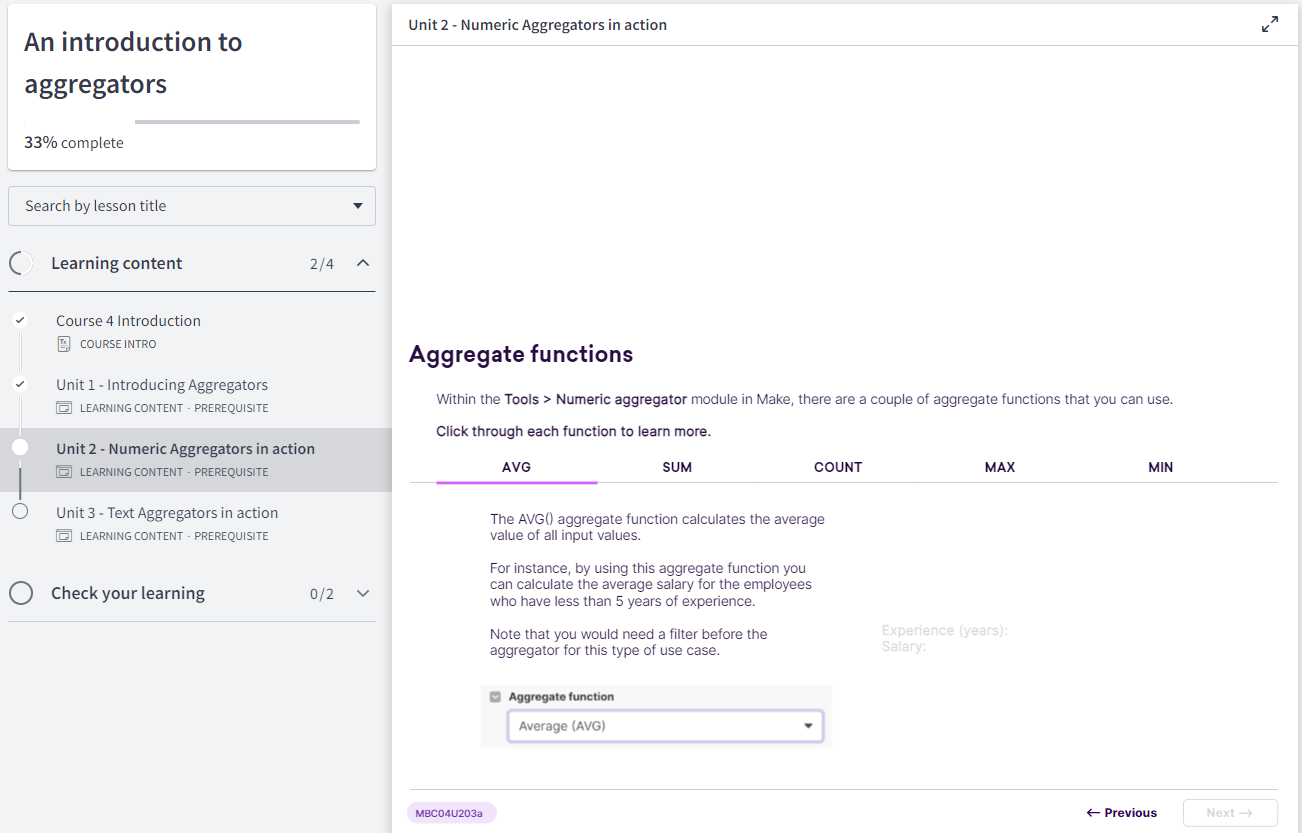 An introduction to
aggregators
33% complete
Search by lesson title
Learning content 2/4
Course 4 Introduction
COURSE INTRO
Unit 1 - Introducing Aggregators
LEARNING CONTENT · PREREQUISITE
Unit 2 - Numeric Aggregators in action
LEARNING CONTENT · PREREQUISITE
Unit 3 - Text Aggregators in action
LEARNING CONTENT · PREREQUISITE
Check your learning 0/2
Unit 2 - Numeric Aggregators in action
Aggregate functions
Within the Tools > Numeric aggregator module in Make, there are a couple of aggregate functions that you can use.
Click through each function to learn more.
AVG SUM COUNT MAX MIN
The AVG() aggregate function calculates the average
value of all input values.
For instance, by using this aggregate function you
can calculate the average salary for the employees
who have less than 5 years of experience.
Note that you would need a filter before the
aggregator for this type of use case.
Experience (years):
Salary:
Aggregate function
Average (AVG)
MBC04U203a
← Previous Next →